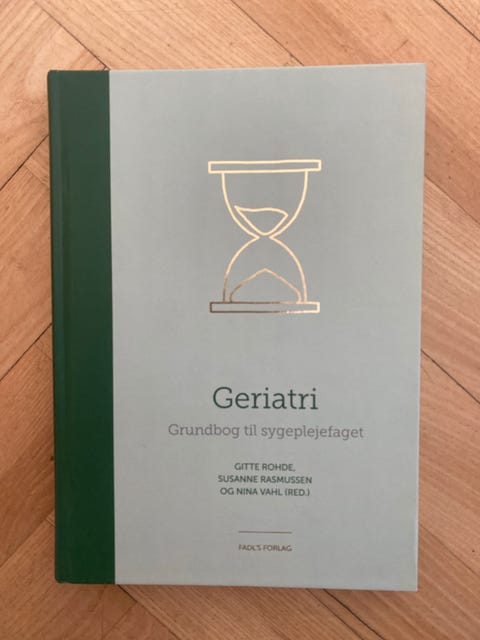 Geriatri
Grundbog til sygeplejefaget
GITTE ROHDE,
SUSANNE RASMUSSEN
OG NINA VAHL (RED.)
FADL'S FORLAG